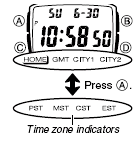 A SU 6-30 B
P 10:58 50
C D
HOME GMT CITY1 CITY2
Press A.
PST MST CST EST
Time zone indicators